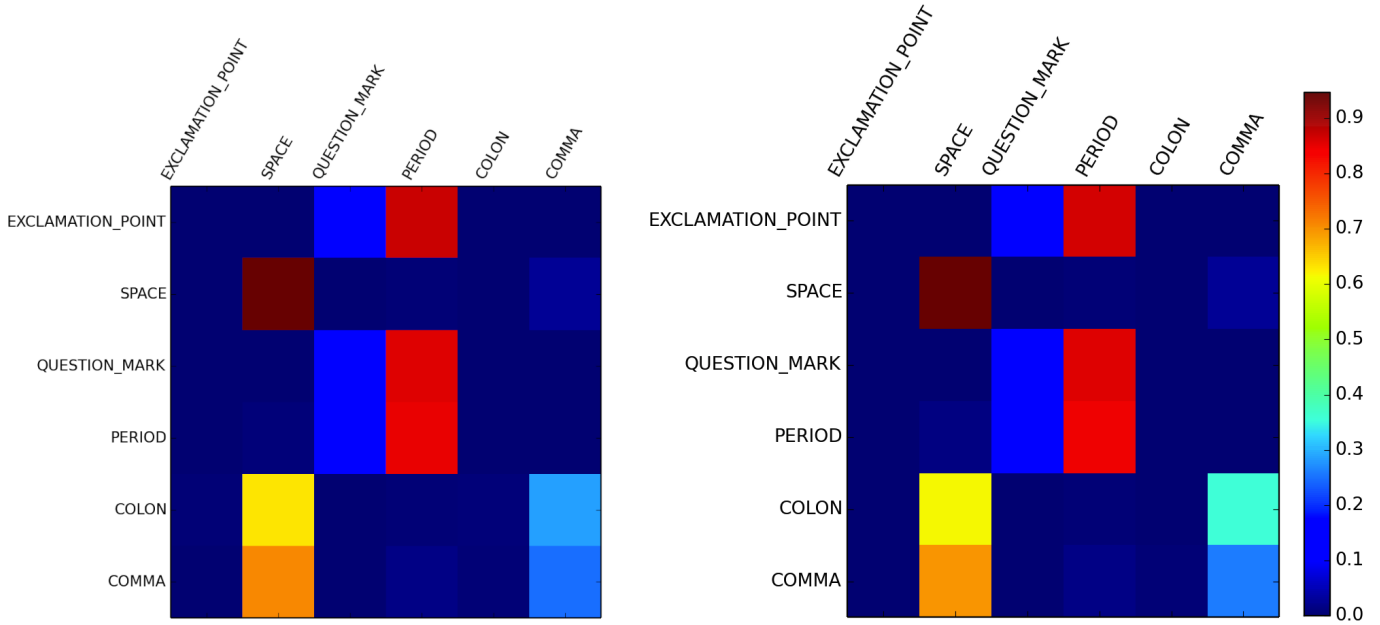 EXCLAMATION_POINT
SPACE
QUESTION_MARK
PERIOD
COLON
COMMA
EXCLAMATION_POINT
SPACE
QUESTION_MARK
PERIOD
COLON
COMMA
EXCLAMATION_POINT
SPACE
QUESTION_MARK
PERIOD
COLON
COMMA
EXCLAMATION_POINT
SPACE
QUESTION_MARK
PERIOD
COLON
COMMA
0.9
0.8
0.7
0.6
0.5
0.4
0.3
0.2
0.1
0.0